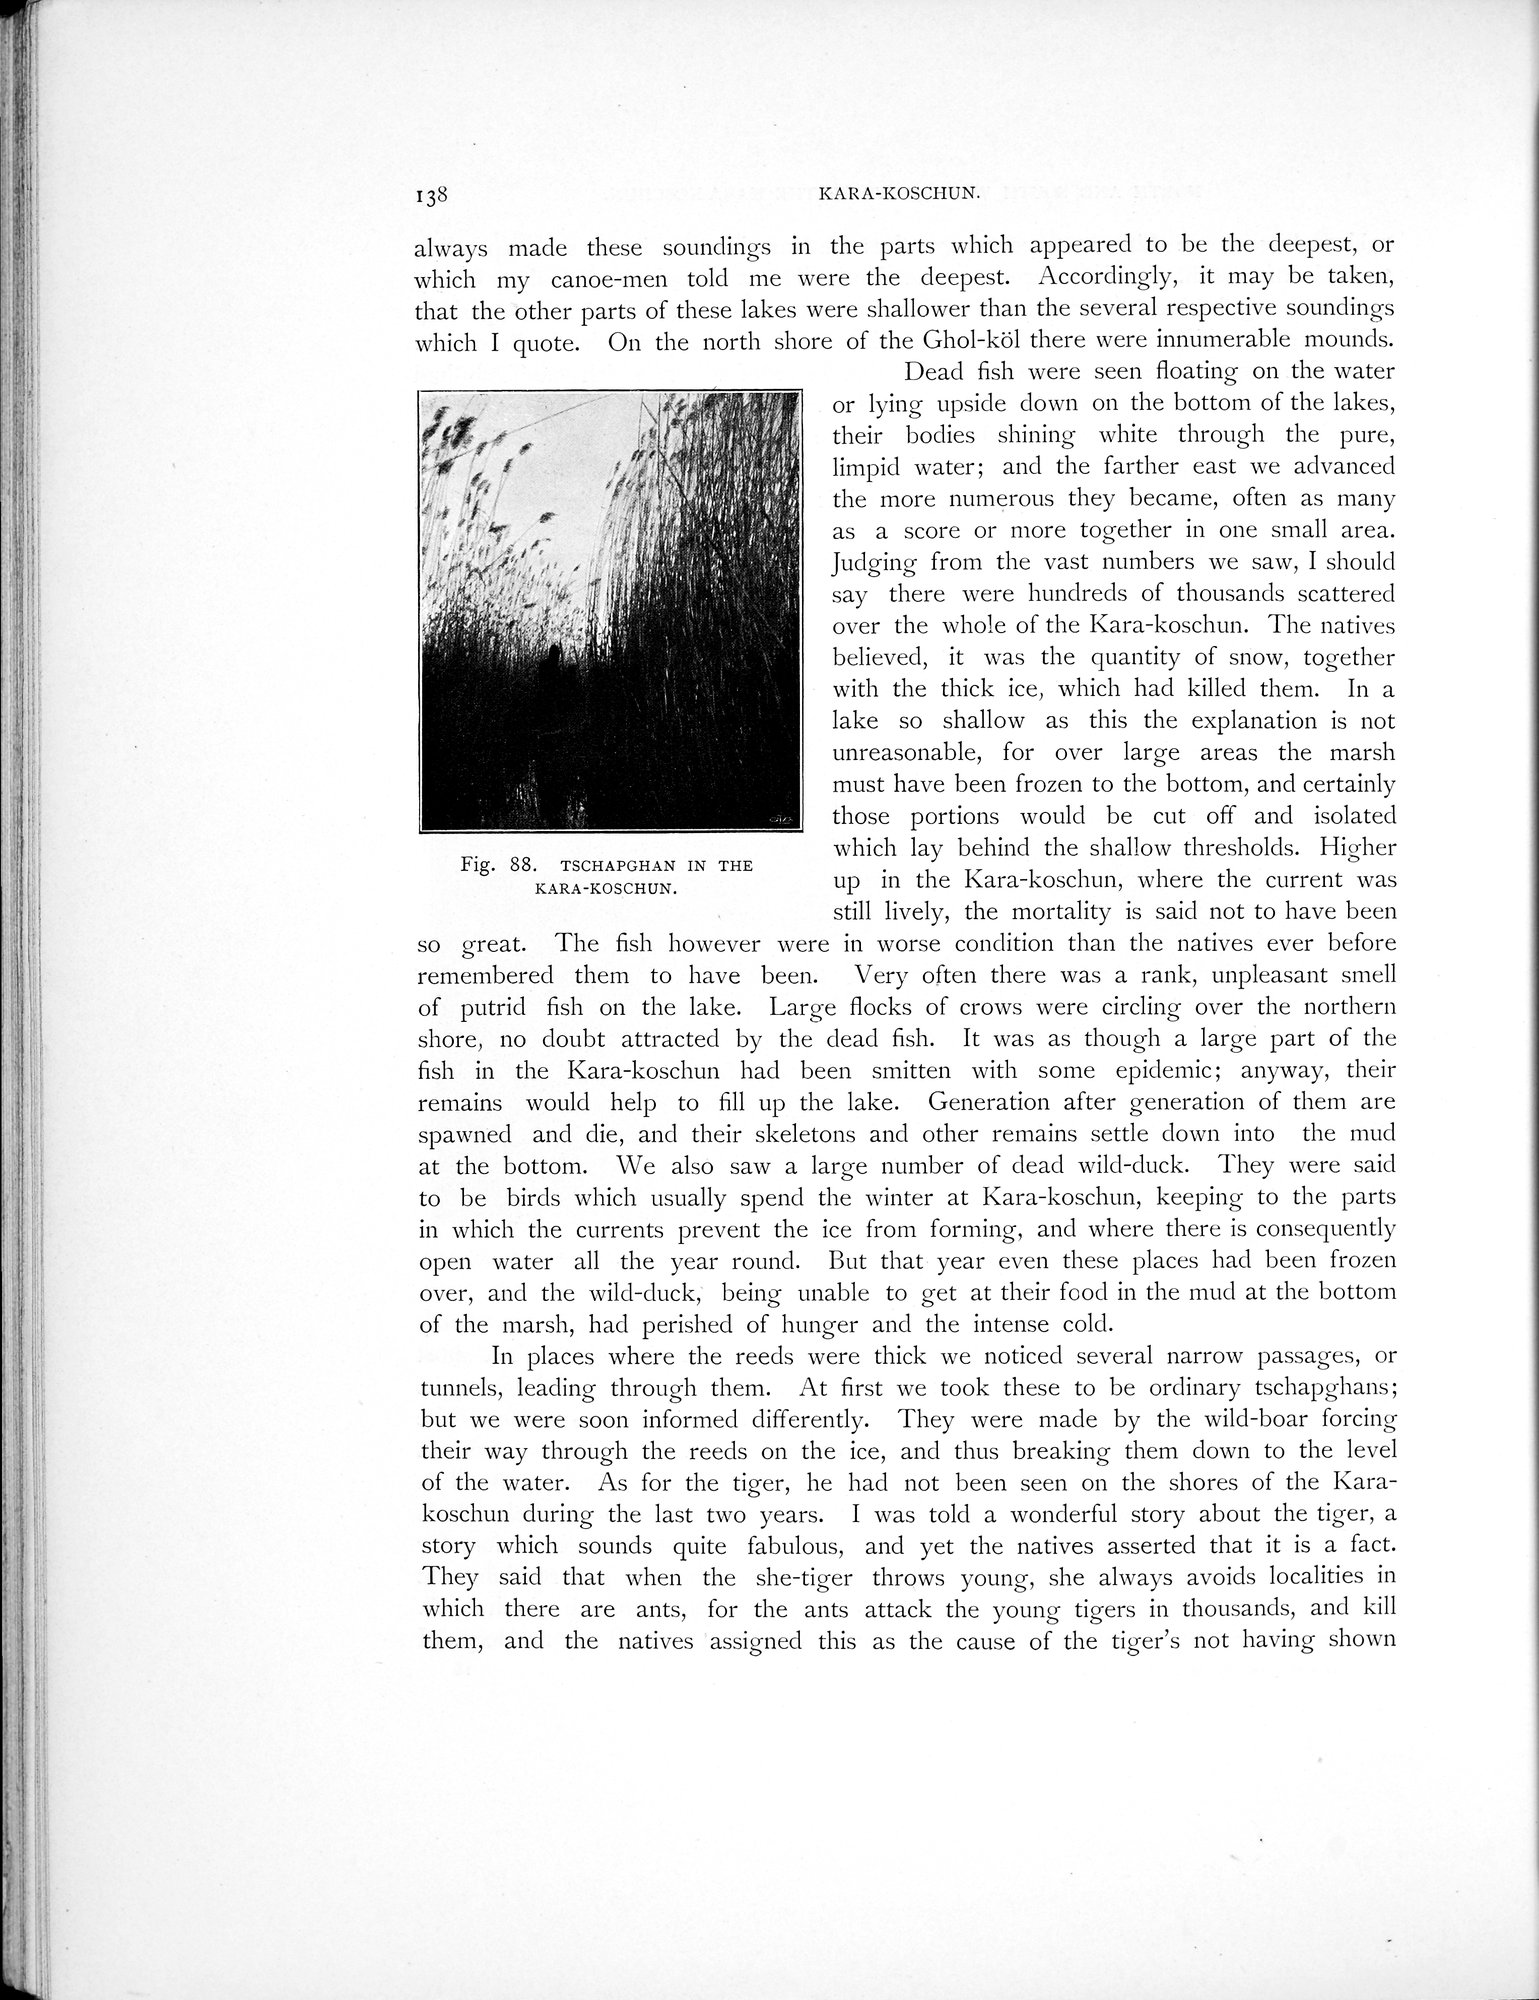 138
KARA-KOSCHUN.
always made these soundings in the parts which appeared to be the deepest, or
which my canoe-men told me were the deepest. Accordingly, it may be taken,
that the other parts of these lakes were shallower than the several respective soundings
which I quote. On the north shore of the Ghol-köl there were innumerable mounds.
Dead fish were seen floating on the water
or lying upside down on the bottom of the lakes,
their bodies shining white through the pure,
limpid water; and the farther east we advanced
the more numerous they became, often as many
as a score or more together in one small area.
Judging from the vast numbers we saw, I should
say there were hundreds of thousands scattered
over the whole of the Kara-koschun. The natives
believed, it was the quantity of snow, together
with the thick ice, which had killed them. In a
lake so shallow as this the explanation is not
unreasonable, for over large areas the marsh
must have been frozen to the bottom, and certainly
those portions would be cut off and isolated
which lay behind the shallow thresholds. Higher
up in the Kara-koschun, where the current was
still lively, the mortality is said not to have been
Fig. 88. TSCHAPGHAN IN THE
KARA-KOSCHUN.
so great. The fish however were in worse condition than the natives ever before
remembered them to have been. Very often there was a rank, unpleasant smell
of putrid fish on the lake. Large flocks of crows were circling over the northern
shore, no doubt attracted by the dead fish. It was as though a large part of the
fish in the Kara-koschun had been smitten with some epidemic; anyway, their
remains would help to fill up the lake. Generation after generation of them are
spawned and die, and their skeletons and other remains settle down into the mud
at the bottom. We also saw a large number of dead wild-duck. They were said
to be birds which usually spend the winter at Kara-koschun, keeping to the parts
in which the currents prevent the ice from forming, and where there is consequently
open water all the year round. But that year even these places had been frozen
over, and the wild-duck, being unable to get at their food in the mud at the bottom
of the marsh, had perished of hunger and the intense cold.
In places where the reeds were thick we noticed several narrow passages, or
tunnels, leading through them. At first we took these to be ordinary tschapghans;
but we were soon informed differently. They were made by the wild-boar forcing
their way through the reeds on the ice, and thus breaking them down to the level
of the water. As for the tiger, he had not been seen on the shores of the Kara-
koschun during the last two years. I was told a wonderful story about the tiger, a
story which sounds quite fabulous, and yet the natives asserted that it is a fact.
They said that when the she-tiger throws young, she always avoids localities in
which there are ants, for the ants attack the young tigers in thousands, and kill
them, and the natives assigned this as the cause of the tiger's not having shown